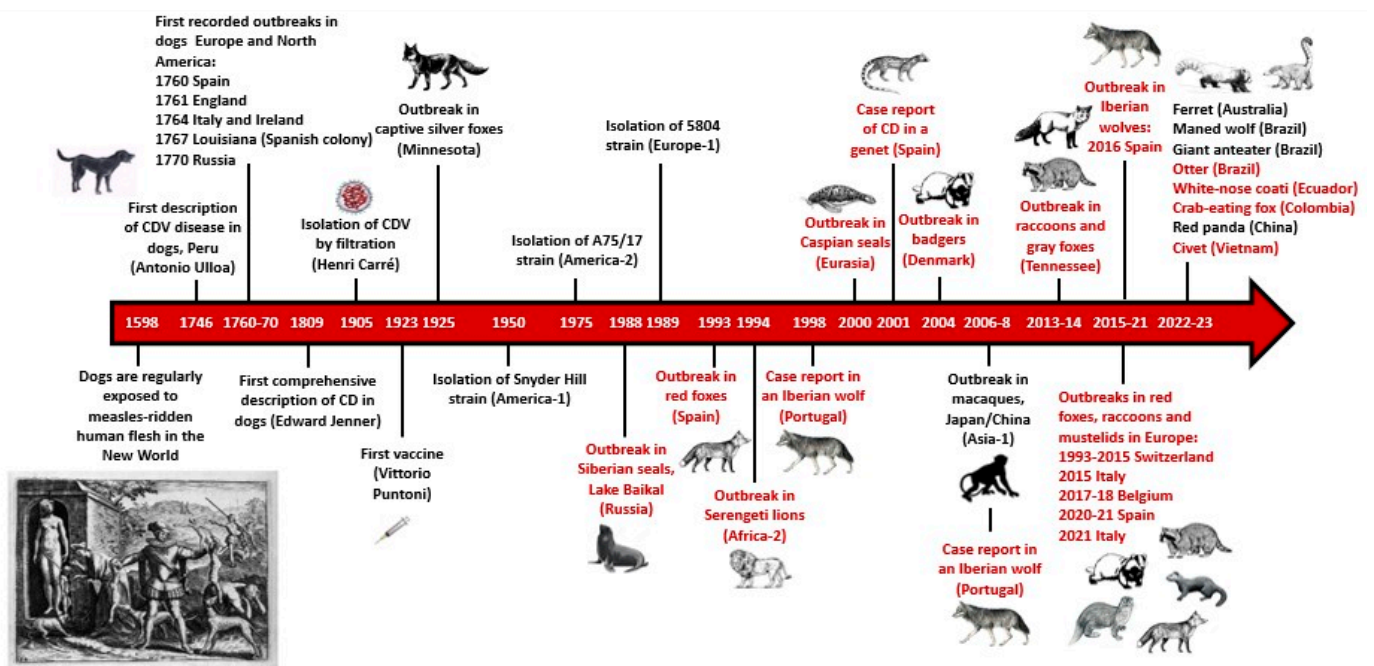 First recorded outbreaks in
dogs Europe and North
America:
1760 Spain
1761 England
1764 Italy and Ireland
1767 Louisiana (Spanish colony)
1770 Russia
First description
of CDV disease in
dogs, Peru
(Antonio Ulloa)
Isolation of CDV
by filtration
(Henri Carré)
Outbreak in
captive silver foxes
(Minnesota)
Isolation of A75/17
strain (America-2)
Isolation of 5804
strain (Europe-1)
Outbreak in
Caspian seals
(Eurasia)
Case report
of CD in a
genet (Spain)
Outbreak in
badgers
(Denmark)
Outbreak in
raccoons and
gray foxes
(Tennessee)
Outbreak in
Iberian
wolves:
2016 Spain
Ferret (Australia)
Maned wolf (Brazil)
Giant anteater (Brazil)
Otter (Brazil)
White-nose coati (Ecuador)
Crab-eating fox (Colombia)
Red panda (China)
Civet (Vietnam)
1598 1746 1760-70 1809 1905 1923 1925 1950 1975 1988 1989 1993 1994 1998 2000 2001 2004 2006-8 2013-14 2015-21 2022-23
Dogs are regularly
exposed to
measles-ridden
human flesh in the
New World
First comprehensive
description of CD in
dogs (Edward Jenner)
First vaccine
(Vittorio
Puntoni)
Isolation of Snyder Hill
strain (America-1)
Outbreak in
Siberian seals,
Lake Baikal
(Russia)
Outbreak in
red foxes
(Spain)
Outbreak in
Serengeti lions
(Africa-2)
Case report in
an Iberian wolf
(Portugal)
Outbreak in
macaques,
Japan/China
(Asia-1)
Case report in
an Iberian wolf
(Portugal)
Outbreaks in red
foxes, raccoons and
mustelids in Europe:
1993-2015 Switzerland
2015 Italy
2017-18 Belgium
2020-21 Spain
2021 Italy